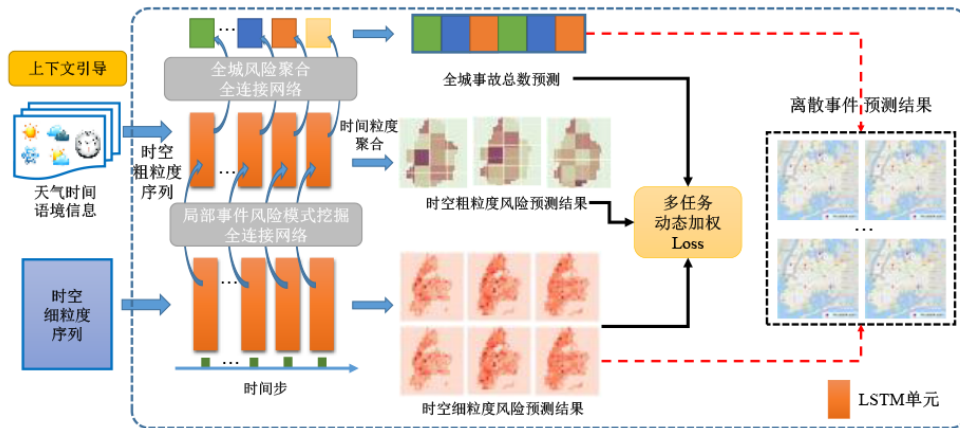 上下文引导
天气时间
语境信息
时空
细粒度
序列
时空
粗粒度
序列
...
全城风险聚合
全连接网络
...
局部事件风险模式挖掘
全连接网络
...
...
时间步
时间粒度
聚合
全城事故总数预测
时空粗粒度风险预测结果
时空细粒度风险预测结果
多任务
动态加权
Loss
离散事件 预测结果
...
LSTM单元